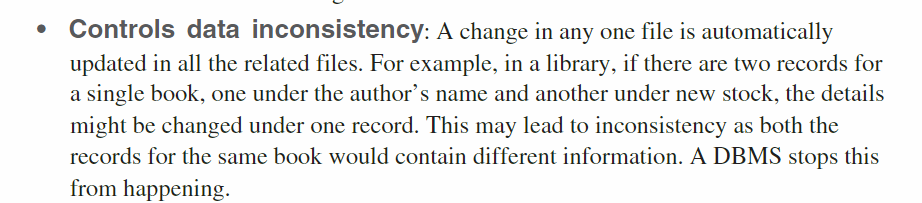 • Controls data inconsistency: A change in any one file is automatically
updated in all the related files. For example, in a library, if there are two records for
a single book, one under the author’s name and another under new stock, the details
might be changed under one record. This may lead to inconsistency as both the
records for the same book would contain different information. A DBMS stops this
from happening.